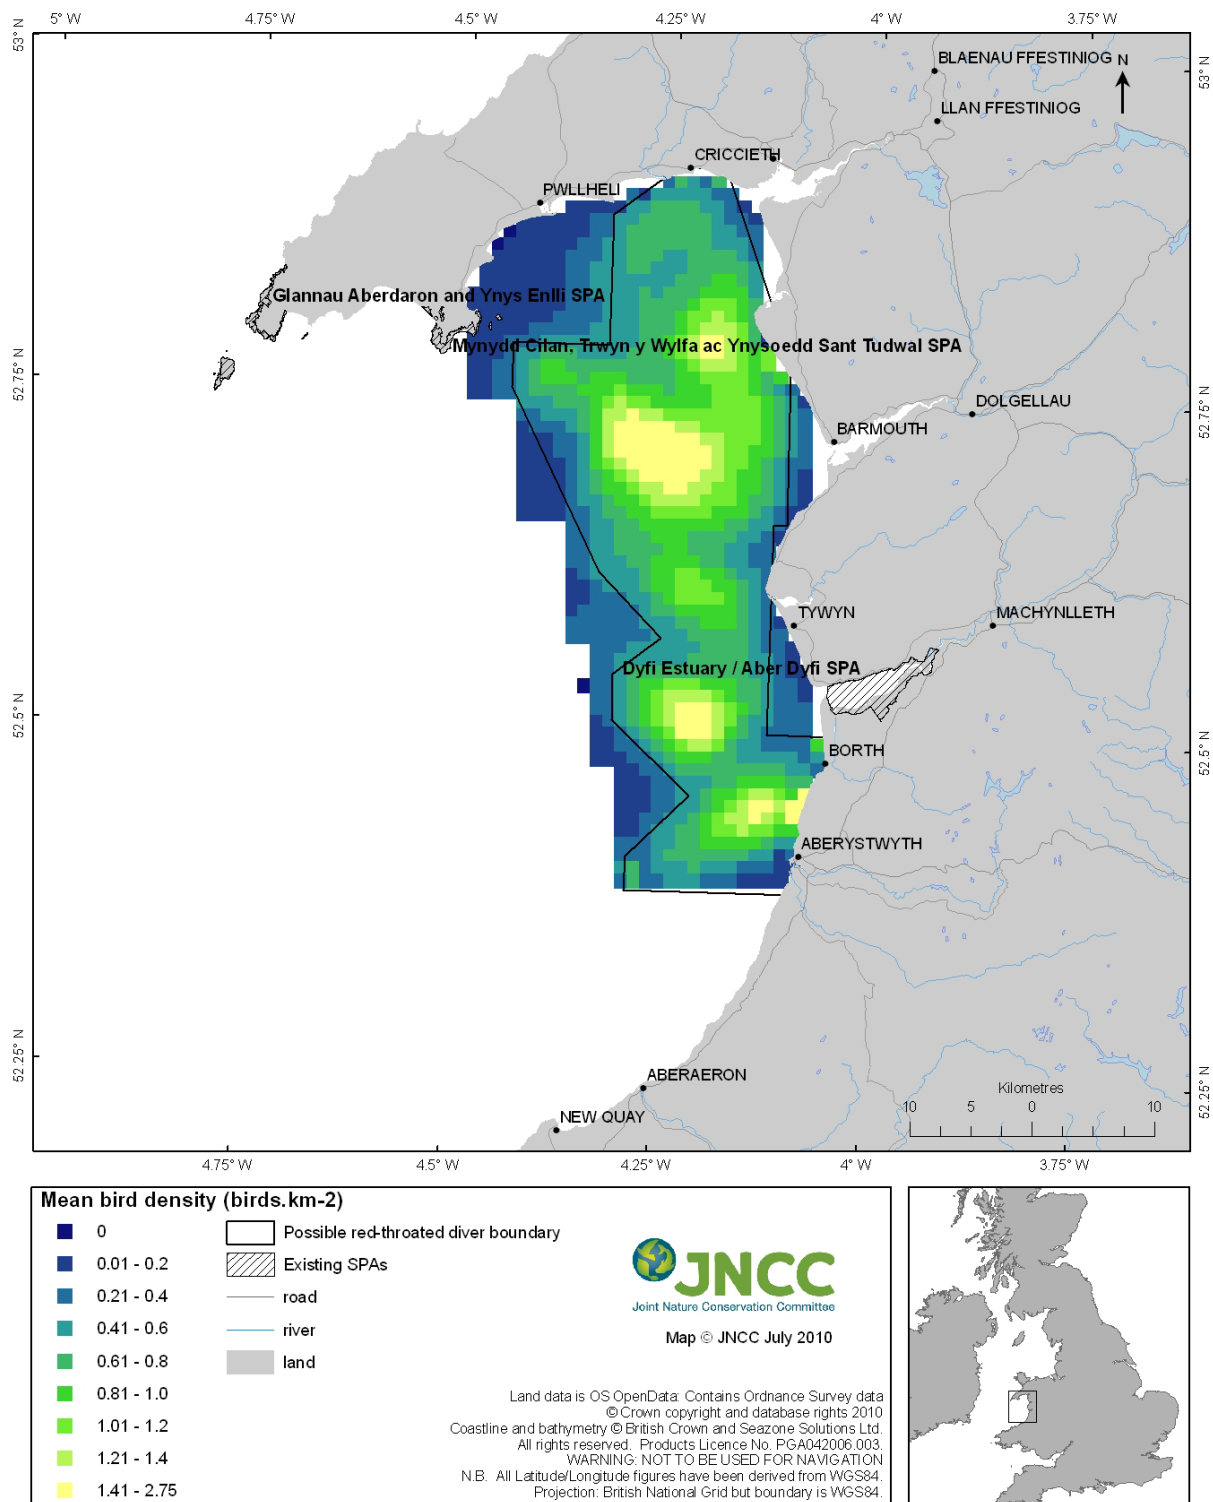 5° W 4.75° W 4.5° W 4.25° W 4° W 3.75° W
53° N
53° N
BLAENAU FFESTINIOG
N
LLAN FFESTINIOG
CRICCIETH
PWLLHELI
Glannau Aberdaron and Ynys Enlli SPA
Mynydd Cilan, Trwyn y Wylfa ac Ynysoedd Sant Tudwal SPA
52.75° N
52.75° N
DOLGELLAU
BARMOUTH
TYWYN
MACHYNLLETH
Dyfi Estuary / Aber Dyfi SPA
52.5° N
52.5° N
BORTH
ABERYSTWYTH
52.25° N
52.25° N
ABERAERON
NEW QUAY
Kilometres
10 5 0 10
4.75° W 4.5° W 4.25° W 4° W 3.75° W
Mean bird density (birds.km-2)
0
0.01 - 0.2
0.21 - 0.4
0.41 - 0.6
0.61 - 0.8
0.81 - 1.0
1.01 - 1.2
1.21 - 1.4
1.41 - 2.75
Possible red-throated diver boundary
Existing SPAs
road
river
land
JNCC
Joint Nature Conservation Committee
Map © JNCC July 2010
Land data is OS OpenData: Contains Ordnance Survey data
© Crown copyright and database rights 2010
Coastline and bathymetry © British Crown and Seazone Solutions Ltd.
All rights reserved. Products Licence No. PGA042006.003.
WARNING: NOT TO BE USED FOR NAVIGATION
N.B. All Latitude/Longitude figures have been derived from WGS84.
Projection: British National Grid but boundary is WGS84.